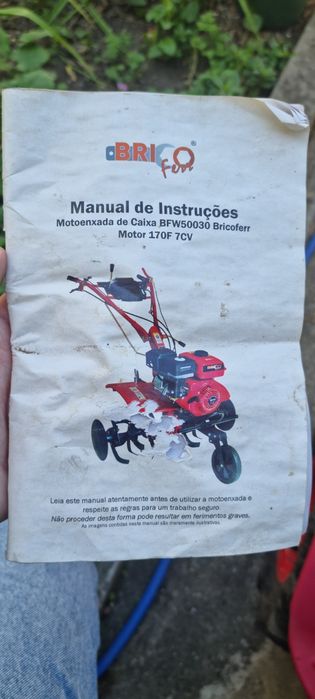 BRICO
Ferr
Manual de Instruções
Motoenxada de Caixa BFW50030 Bricoferr
Motor 170F 7CV
Leia este manual atentamente antes de utilizar a motoenxada e
respeite as regras para um trabalho seguro.
Não proceder desta forma pode resultar em ferimentos graves.
As imagens contidas neste manual são meramente ilustrativas.